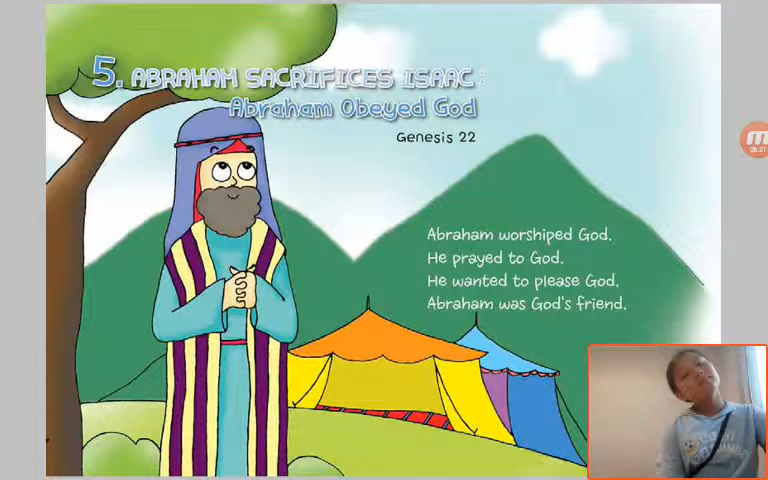 5. ABRAHAM SACRIFICES ISAAC:
Abraham Obeyed God
Genesis 22
Abraham worshiped God.
He prayed to God.
He wanted to please God.
Abraham was God's friend.